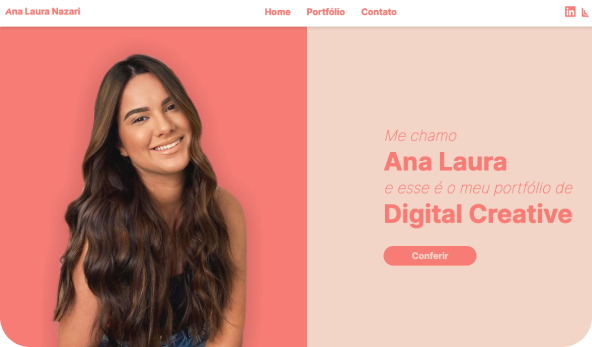 Ana Laura Nazari
Home Portfólio Contato
in
Me chamo
Ana Laura
e esse é o meu portfólio de
Digital Creative
Conferir